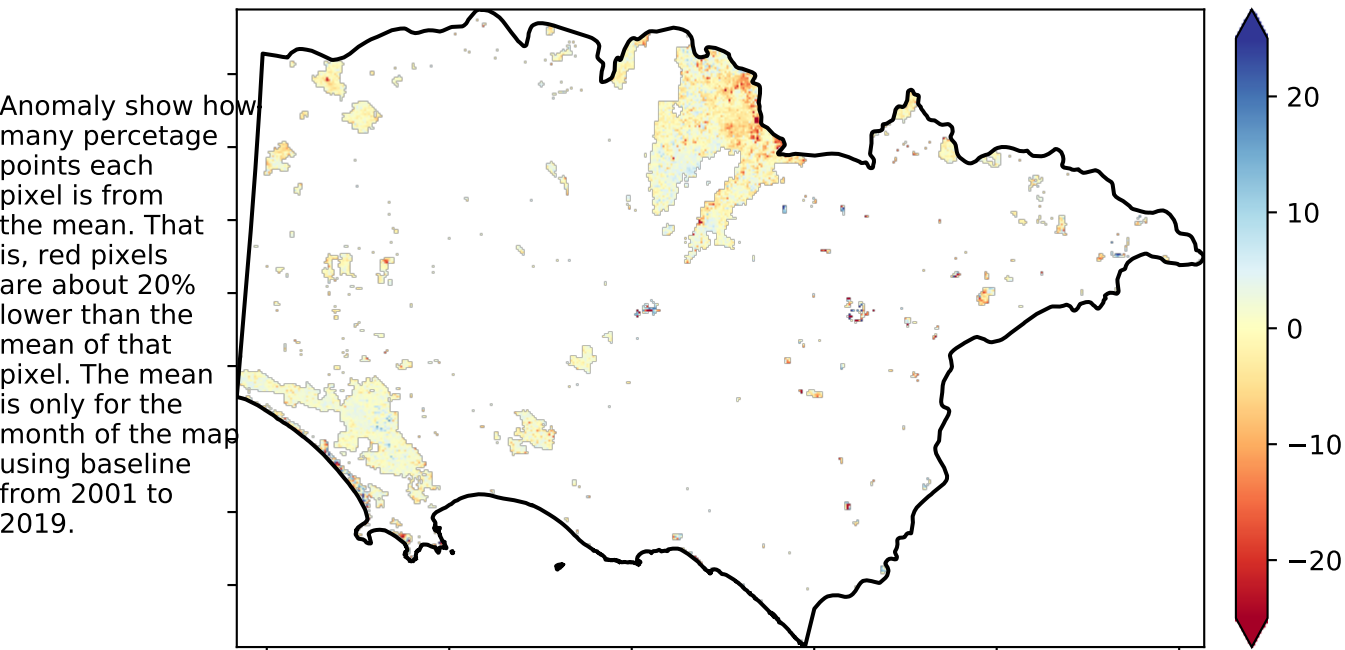 Anomaly show how
many percetage
points each
pixel is from
the mean. That
is, red pixels
are about 20%
lower than the
mean of that
pixel. The mean
is only for the
month of the map
using baseline
from 2001 to
2019.
20
10
0
−10
−20